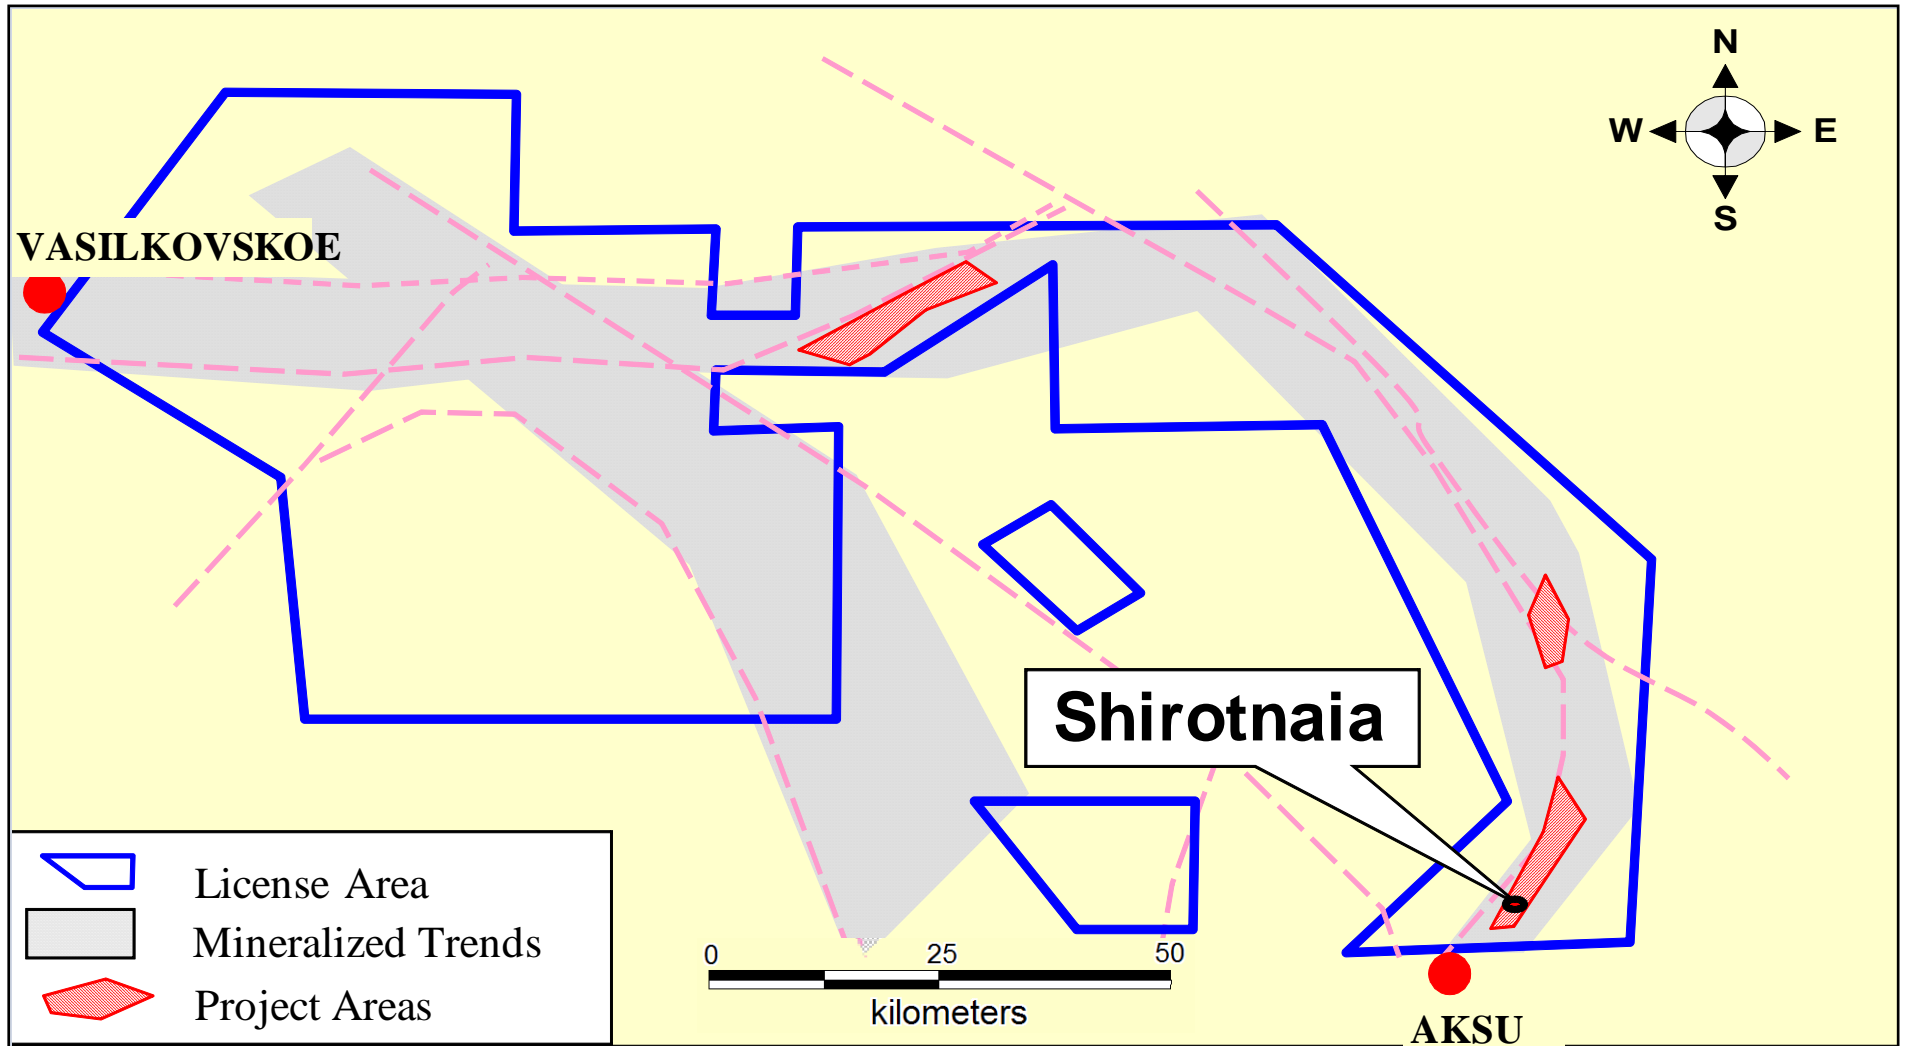 N
W E
S
VASILKOVSKOE
Shirotnaia
License Area
Mineralized Trends
Project Areas
0 25 50
kilometers
AKSU